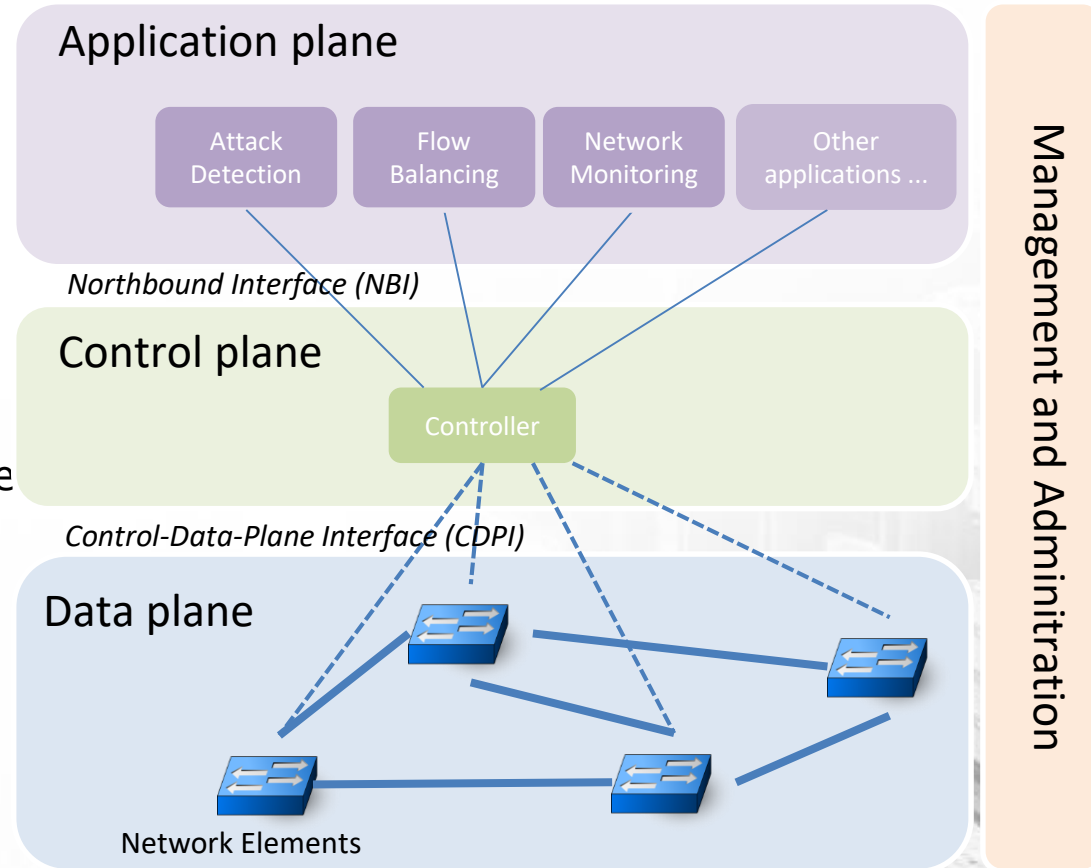 Application plane
Attack
Detection
Flow
Balancing
Network
Monitoring
Other
applications ...
Northbound Interface (NBI)
Control plane
Controller
e
Control-Data-Plane Interface (CDPI)
Data plane
Network Elements
Management and Adminitration